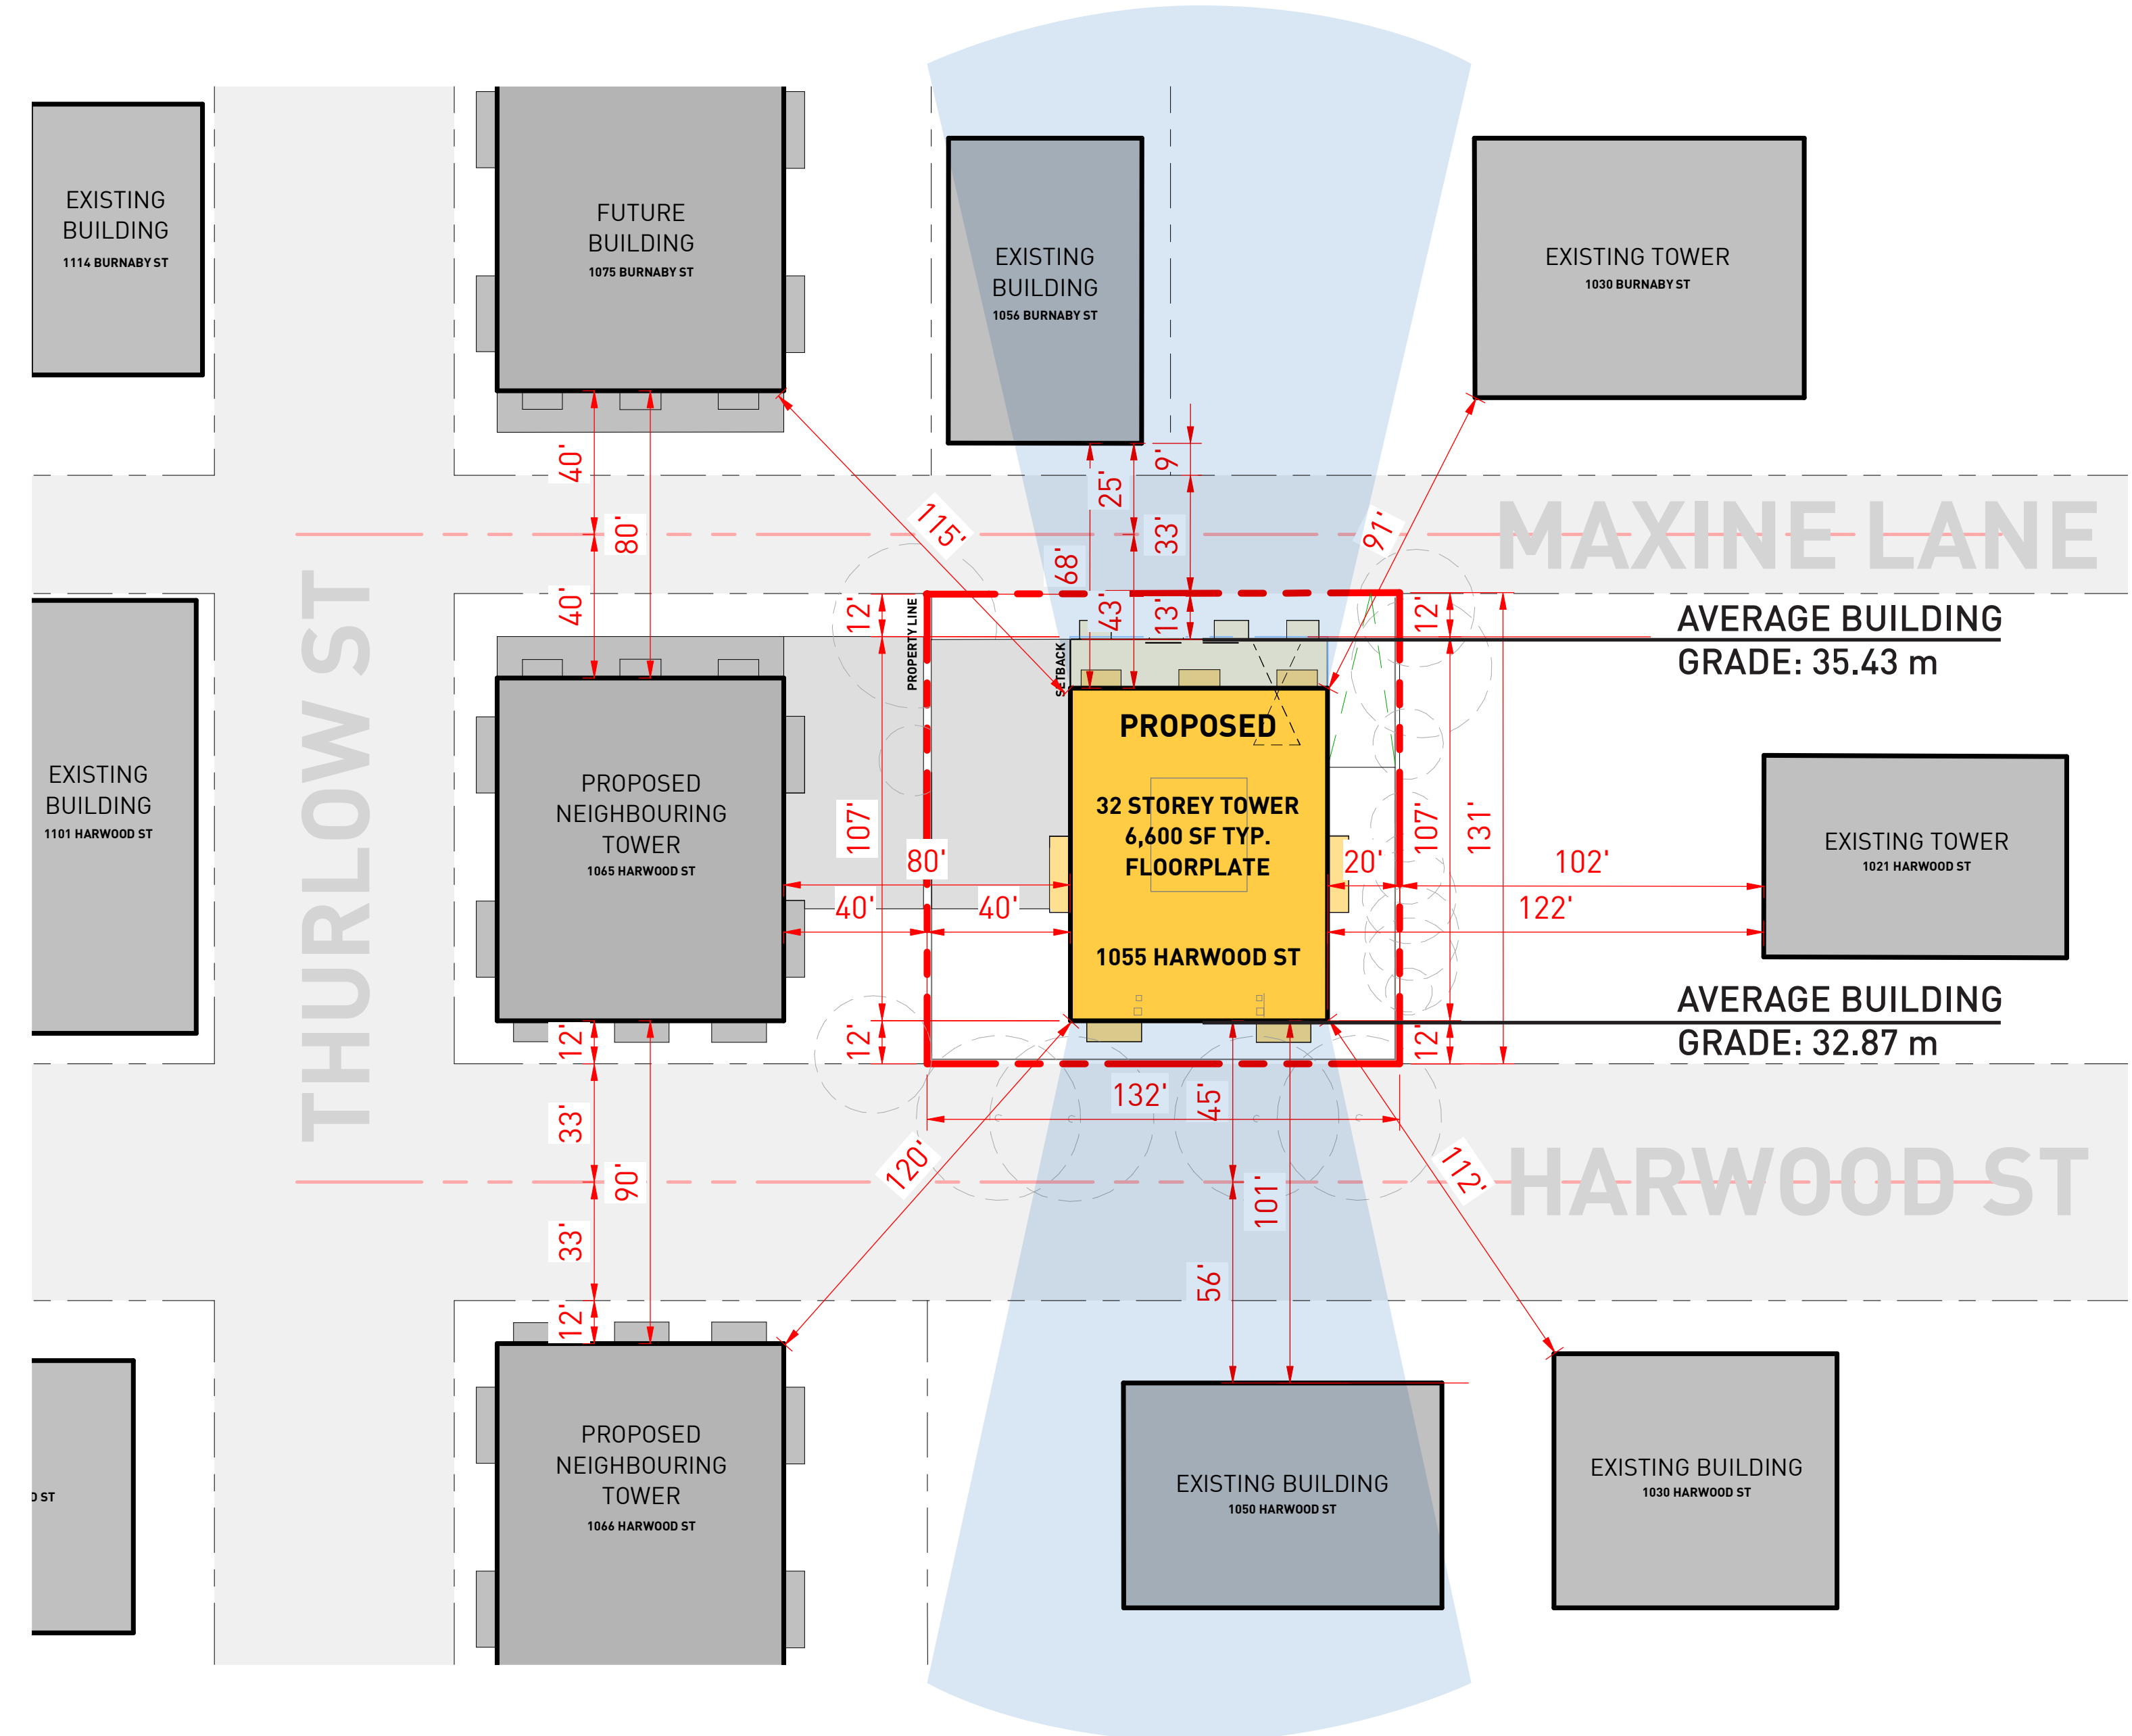 EXISTING
BUILDING
1114 BURNABY ST
FUTURE
BUILDING
1075 BURNABY ST
EXISTING
BUILDING
1056 BURNABY ST
EXISTING TOWER
1030 BURNABY ST
40'
80'
40'
115'
68'
25'
9'
33'
43'
13'
91'
MAXINE LANE
THURLOW ST
12'
PROPERTY LINE
SETBACK
12'
AVERAGE BUILDING
GRADE: 35.43 m
EXISTING
BUILDING
1101 HARWOOD ST
PROPOSED
NEIGHBOURING
TOWER
1065 HARWOOD ST
107'
80'
40'
40'
PROPOSED
32 STOREY TOWER
6,600 SF TYP.
FLOORPLATE
1055 HARWOOD ST
20'
107'
131'
102'
122'
EXISTING TOWER
1021 HARWOOD ST
AVERAGE BUILDING
GRADE: 32.87 m
12'
12'
12'
33'
90'
33'
12'
120'
132'
45'
101'
56'
112'
HARWOOD ST
D ST
PROPOSED
NEIGHBOURING
TOWER
1066 HARWOOD ST
EXISTING BUILDING
1050 HARWOOD ST
EXISTING BUILDING
1030 HARWOOD ST